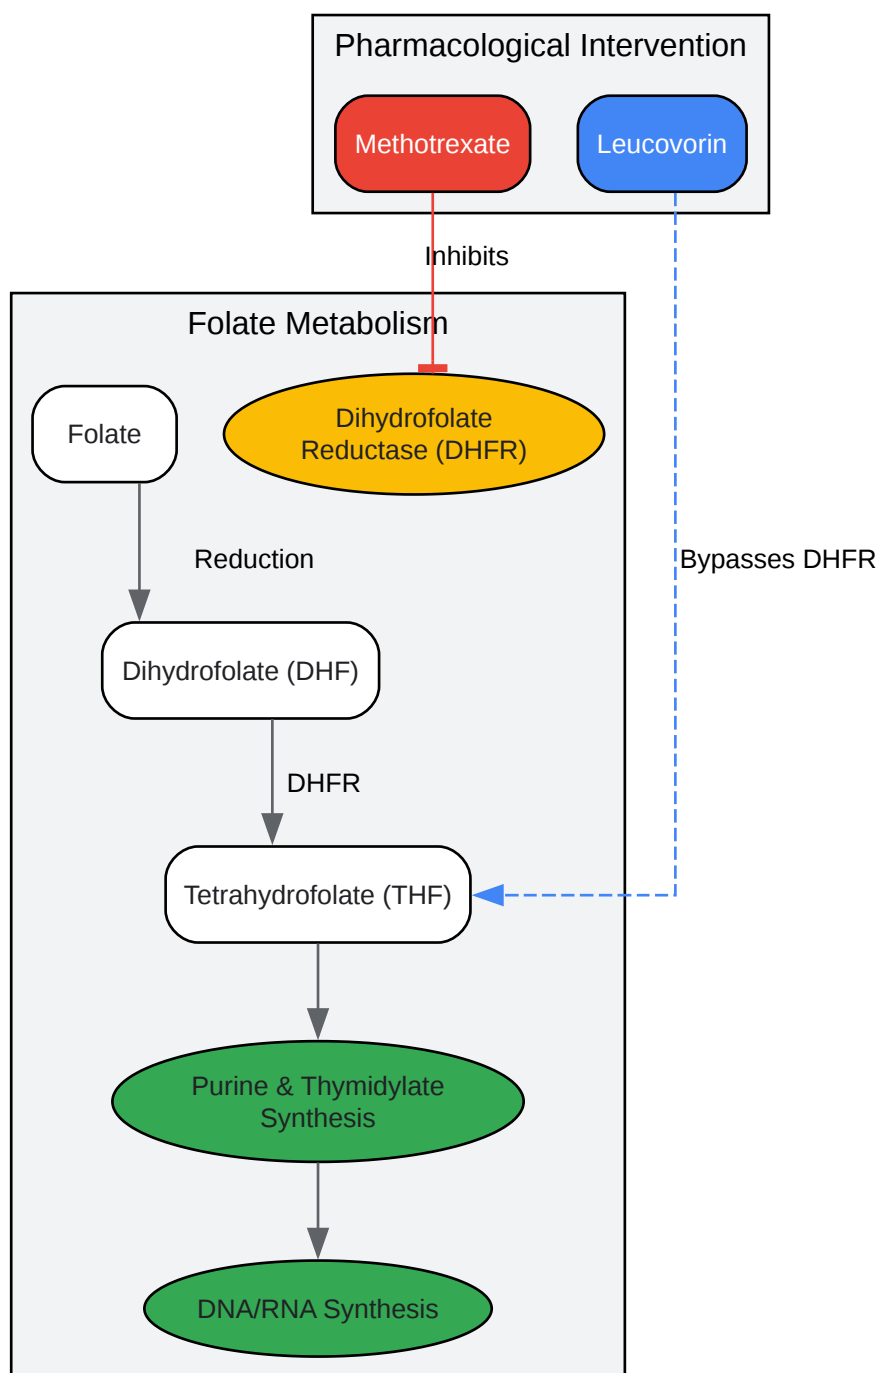 Pharmacological Intervention
Methotrexate
Leucovorin
Inhibits
Folate Metabolism
Folate
Dihydrofolate
Reductase (DHFR)
Reduction
Bypasses DHFR
Dihydrofolate (DHF)
DHFR
Tetrahydrofolate (THF)
Purine & Thymidylate
Synthesis
DNA/RNA Synthesis